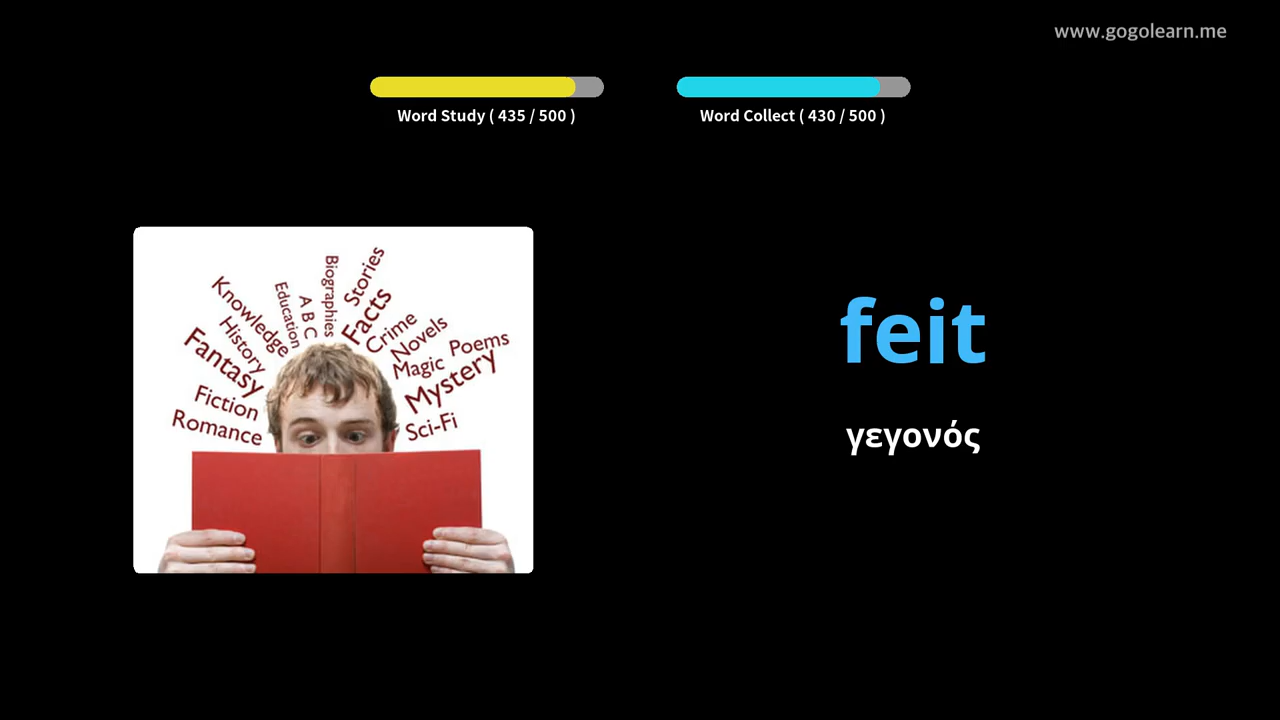 www.gogolearn.me
Word Study ( 435 / 500 )
Word Collect ( 430 / 500 )
Biographies
Stories
Knowledge
Education
A B C
Facts
History
Crime
Novels
Fantasy
Magic
Poems
Mystery
Fiction
Romance
Sci-Fi
feit
γεγονός